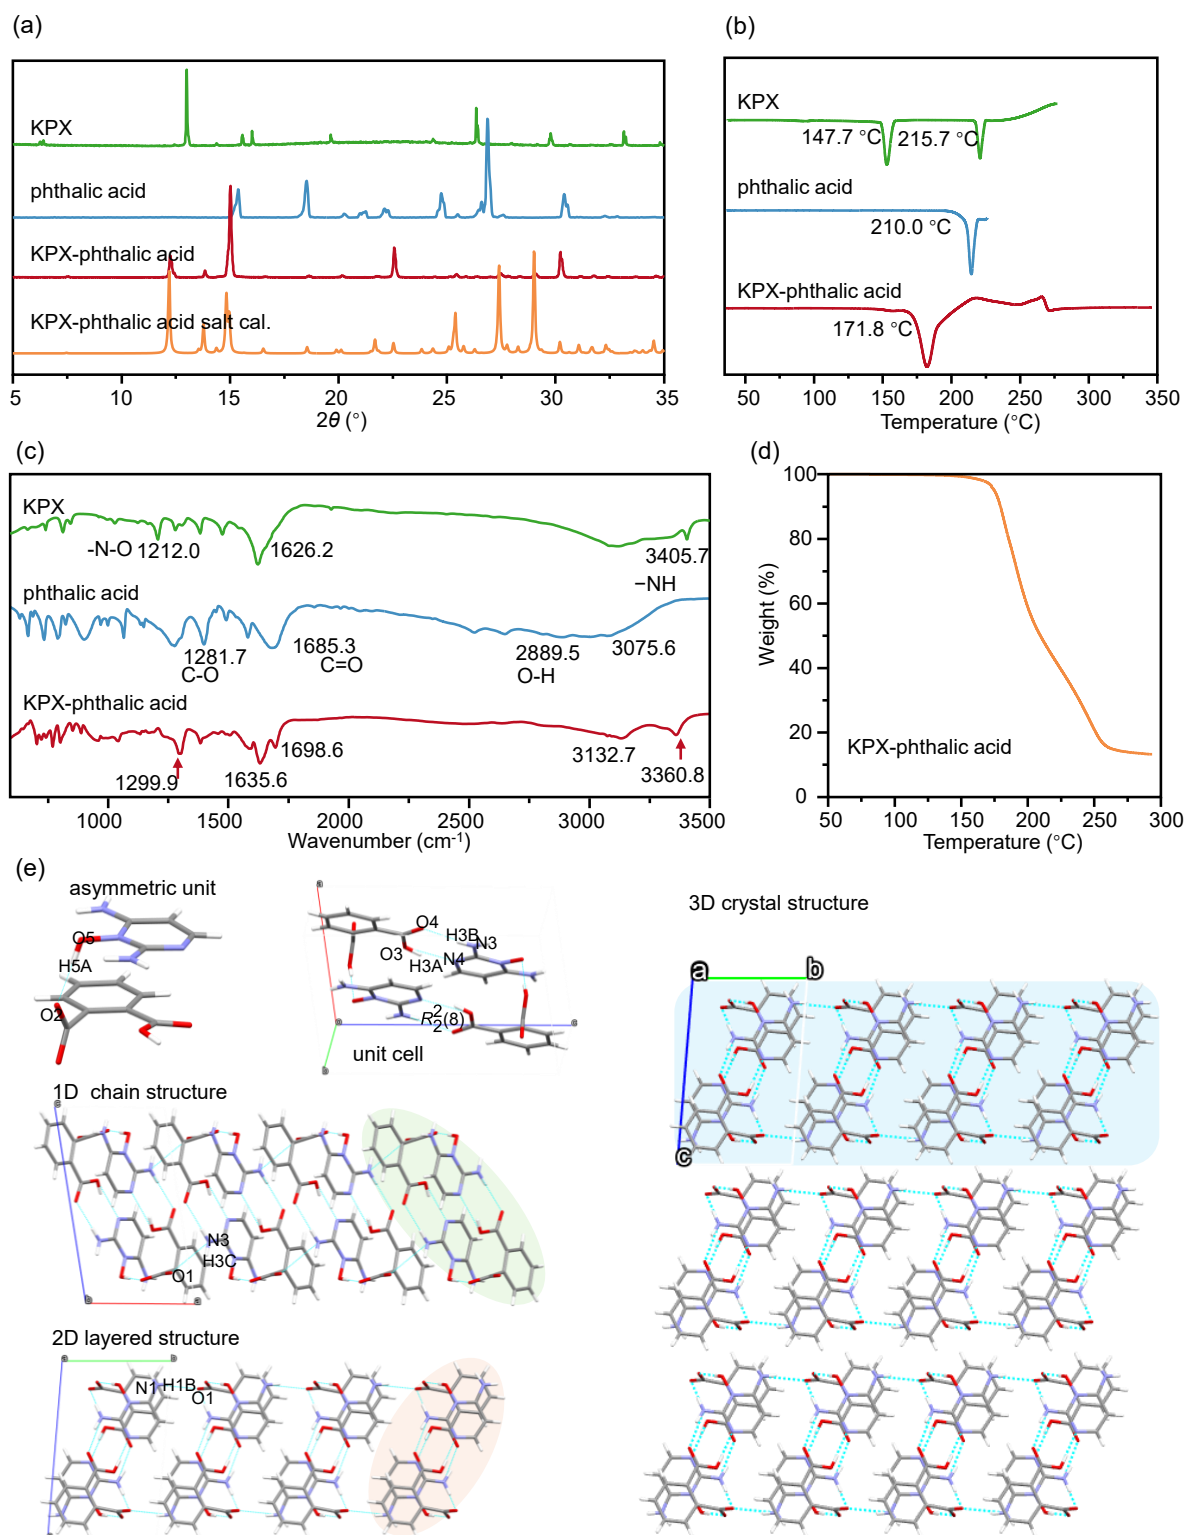 (a)
KPX
phthalic acid
KPX-phthalic acid
KPX-phthalic acid salt cal.
5 10 15 20 25 30 35
2θ (°)
(b)
KPX
147.7 °C 215.7 °C
phthalic acid
210.0 °C
KPX-phthalic acid
171.8 °C
50 100 150 200 250 300 350
Temperature (°C)
(c)
KPX
-N-O 1212.0 1626.2 3405.7
−NH
phthalic acid
1281.7 1685.3 2889.5 3075.6
C-O C=O O-H
KPX-phthalic acid
1698.6 3132.7
1299.9 1635.6 3360.8
1000 1500 2000 2500 3000 3500
Wavenumber (cm⁻¹)
(d)
100
80
60
40
20
0
Weight (%)
KPX-phthalic acid
50 100 150 200 250 300
Temperature (°C)
(e)
asymmetric unit
O5
H5A
O2
O4
H3B
N3
O3
H3A N4
R²₂(8)
unit cell
1D chain structure
N3
H3C
O1
2D layered structure
N1 H1B
O1
3D crystal structure
a b
c